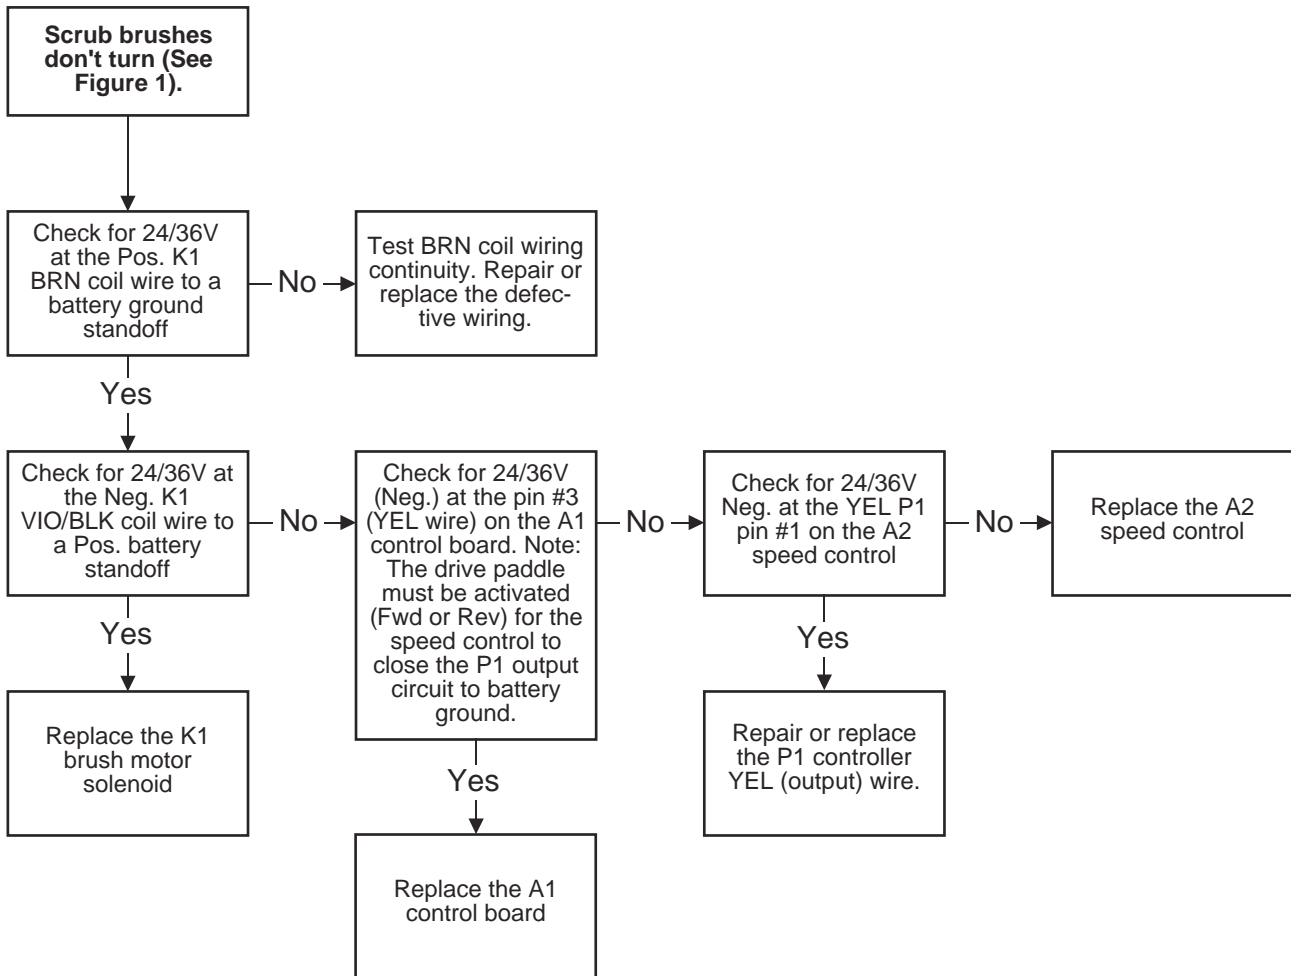 Scrub brushes
don't turn (See
Figure 1).
Check for 24/36V
at the Pos. K1
BRN coil wire to a
battery ground
standoff
No
Test BRN coil wiring
continuity. Repair or
replace the defec-
tive wiring.
Yes
Check for 24/36V at
the Neg. K1
VIO/BLK coil wire to
a Pos. battery
standoff
No
Check for 24/36V
(Neg.) at the pin #3
(YEL wire) on the A1
control board. Note:
The drive paddle
must be activated
(Fwd or Rev) for the
speed control to
close the P1 output
circuit to battery
ground.
No
Check for 24/36V
Neg. at the YEL P1
pin #1 on the A2
speed control
No
Replace the A2
speed control
Yes
Replace the K1
brush motor
solenoid
Yes
Replace the A1
control board
Yes
Repair or replace
the P1 controller
YEL (output) wire.